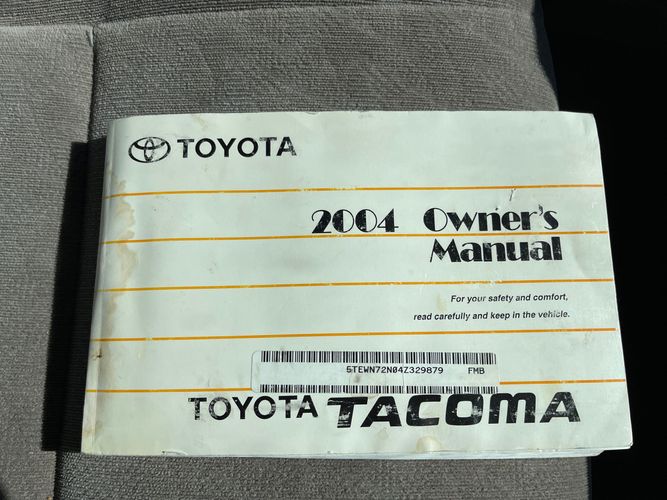 TOYOTA
2004 Owner's
Manual
For your safety and comfort,
read carefully and keep in the vehicle.
5TEWN72N04Z329879 FMB
TOYOTA TACOMA